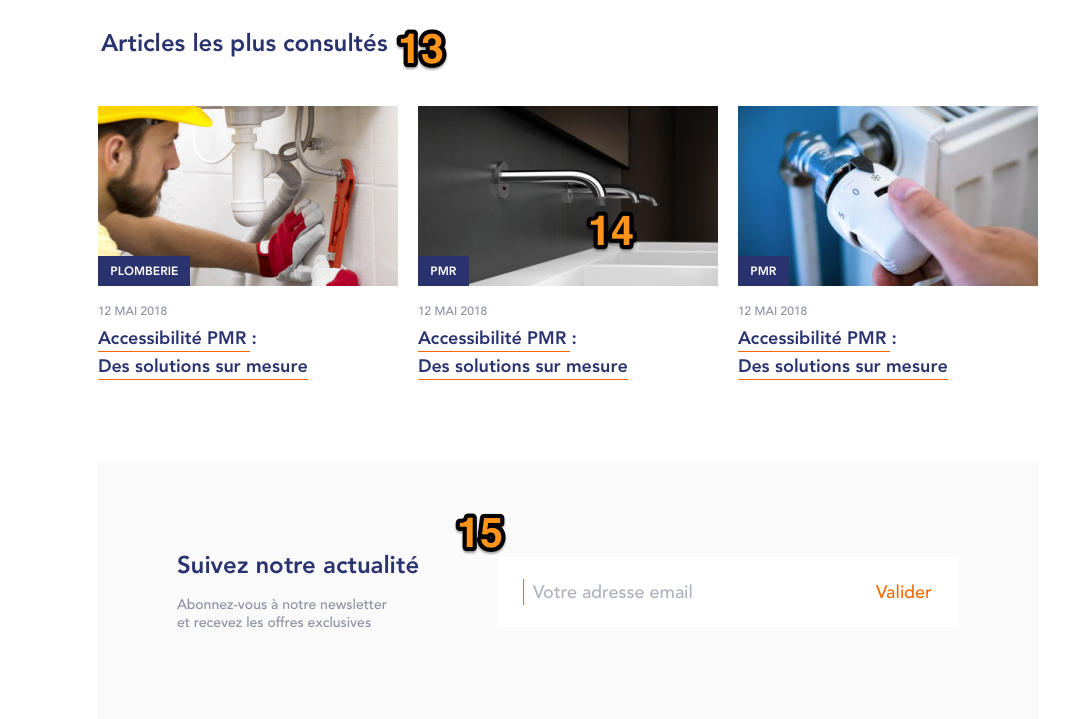 Articles les plus consultés 13
14
PLOMBERIE
PMR
PMR
12 MAI 2018
12 MAI 2018
12 MAI 2018
Accessibilité PMR :
Des solutions sur mesure
Accessibilité PMR :
Des solutions sur mesure
Accessibilité PMR :
Des solutions sur mesure
15
Suivez notre actualité
Abonnez-vous à notre newsletter
et recevez les offres exclusives
Votre adresse email
Valider